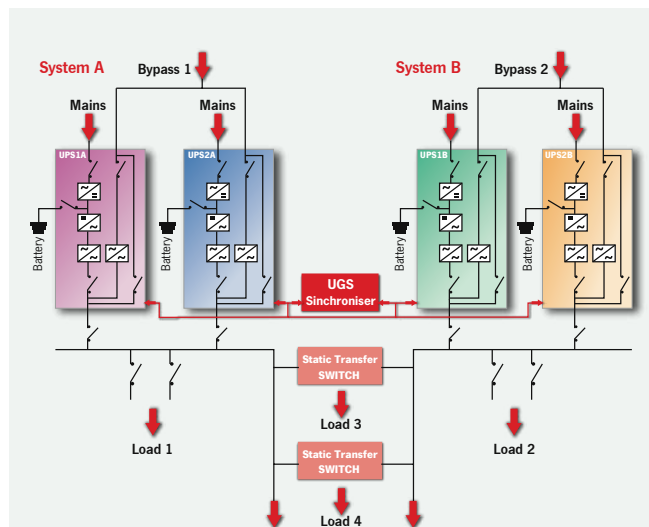 System A
Bypass 1
System B
Bypass 2
Mains
Mains
Mains
Mains
UPS1A
UPS2A
UPS1B
UPS2B
Battery
Battery
Battery
Battery
UGS
Sinchroniser
Static Transfer
SWITCH
Load 3
Load 1
Load 2
Static Transfer
SWITCH
Load 4